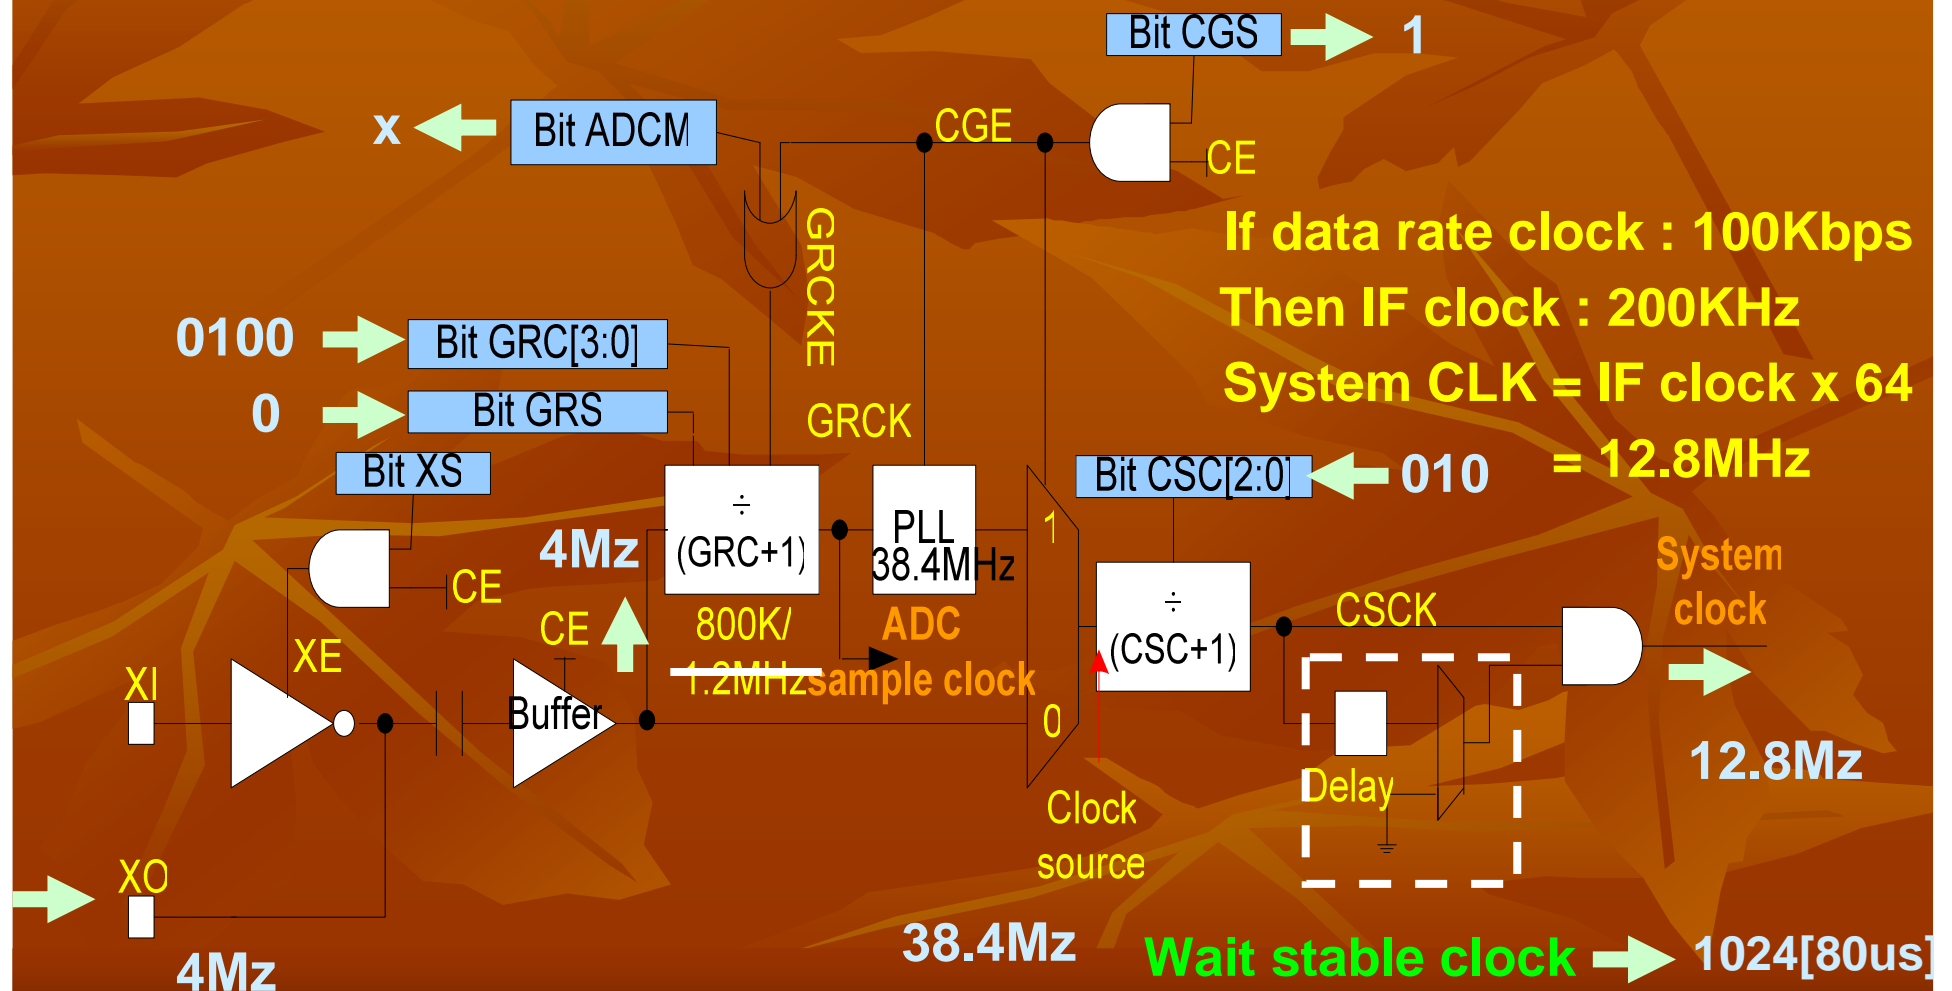 Bit CGS
1
x
Bit ADCM
CGE
CE
GRCKE
If data rate clock : 100Kbps
Then IF clock : 200KHz
System CLK = IF clock x 64
= 12.8MHz
0100
Bit GRC[3:0]
0
Bit GRS
GRCK
Bit XS
Bit CSC[2:0]
010
÷
(GRC+1)
PLL
38.4MHz
1
4Mz
CE
CE
XE
800K/
1.2MHz
ADC
sample clock
÷
(CSC+1)
CSCK
System
clock
XI
Buffer
0
Delay
12.8Mz
Clock
source
XO
4Mz
38.4Mz
Wait stable clock
1024[80us]